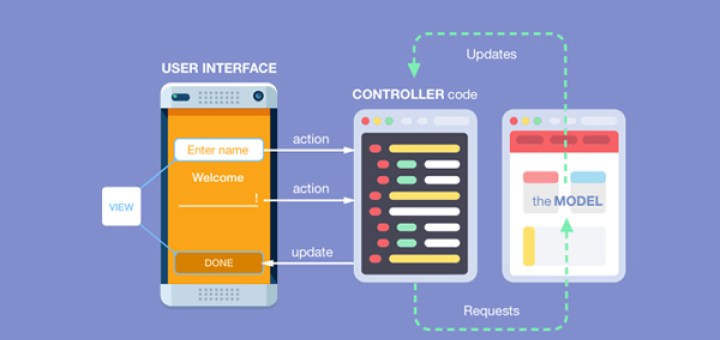 Updates
USER INTERFACE
CONTROLLER code
Enter name
action
Welcome
action
!
the MODEL
VIEW
update
DONE
Requests